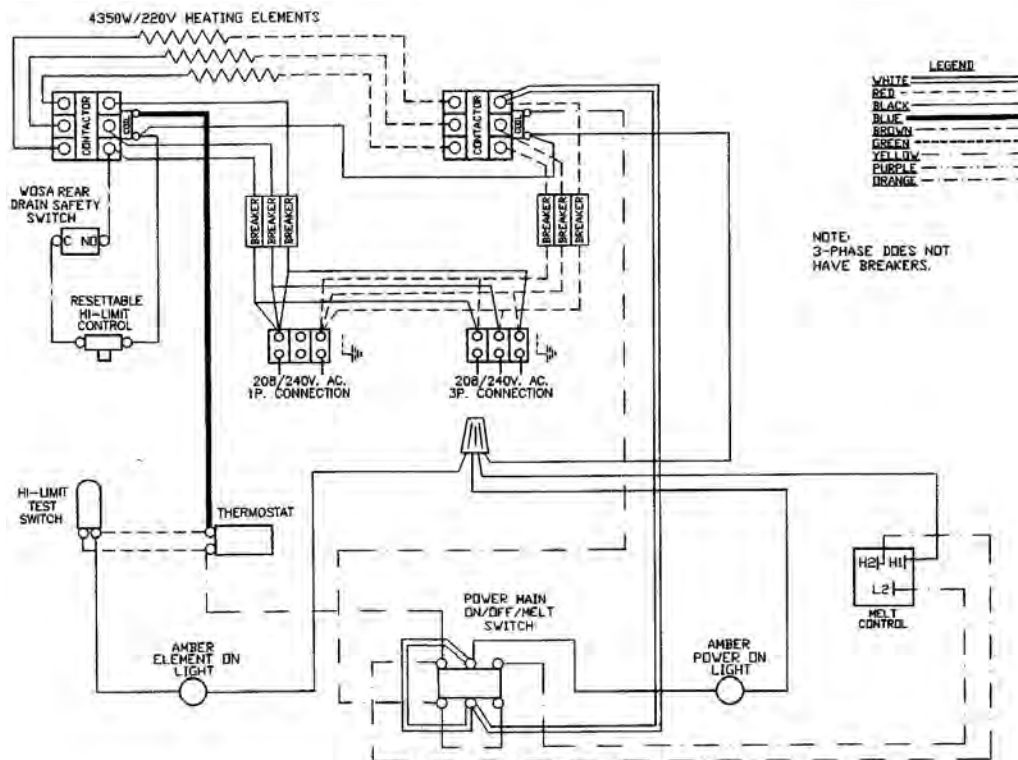 4350W/220V HEATING ELEMENTS
CONTACTOR
COIL
CONTACTOR
COIL
LEGEND
WHITE
RED
BLACK
BLUE
BROWN
GREEN
YELLOW
PURPLE
ORANGE
WOSA REAR
DRAIN SAFETY
SWITCH
C NO
BREAKER
BREAKER
BREAKER
BREAKER
BREAKER
BREAKER
NOTE:
3-PHASE DOES NOT
HAVE BREAKERS.
RESETTABLE
HI-LIMIT
CONTROL
208/240V. AC.
1P. CONNECTION
208/240V. AC.
3P. CONNECTION
HI-LIMIT
TEST
SWITCH
THERMOSTAT
H2 H1
L2
MELT
CONTROL
POWER MAIN
ON/OFF/MELT
SWITCH
AMBER
ELEMENT ON
LIGHT
AMBER
POWER ON
LIGHT